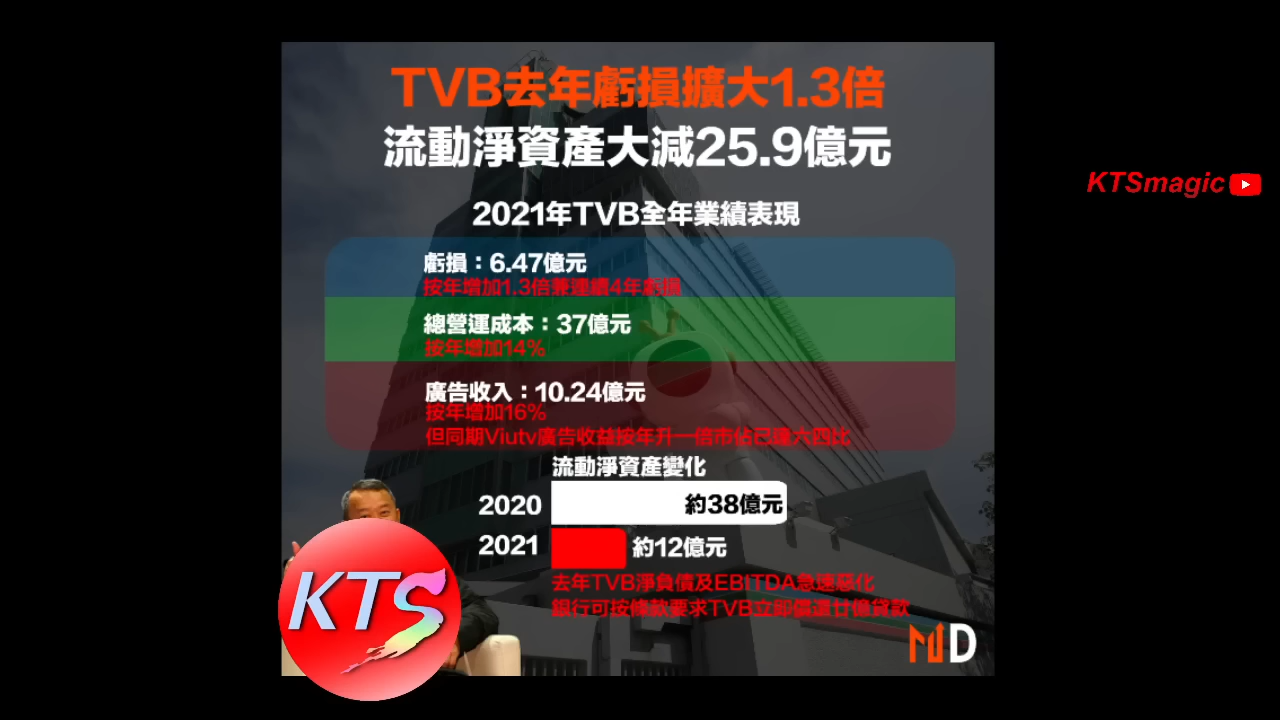 TVB去年虧損擴大1.3倍
流動淨資產大減25.9億元
KTSmagic
2021年TVB全年業績表現
虧損：6.47億元
按年增加1.3倍兼連續4年虧損
總營運成本：37億元
按年增加14%
廣告收入：10.24億元
按年增加16%
但同期Viutv廣告收益按年升一倍市佔已達六四比
流動淨資產變化
2020 約38億元
2021 約12億元
去年TVB淨負債及EBITDA急速惡化
銀行可按條款要求TVB立即償還廿億貸款
KTS
MD